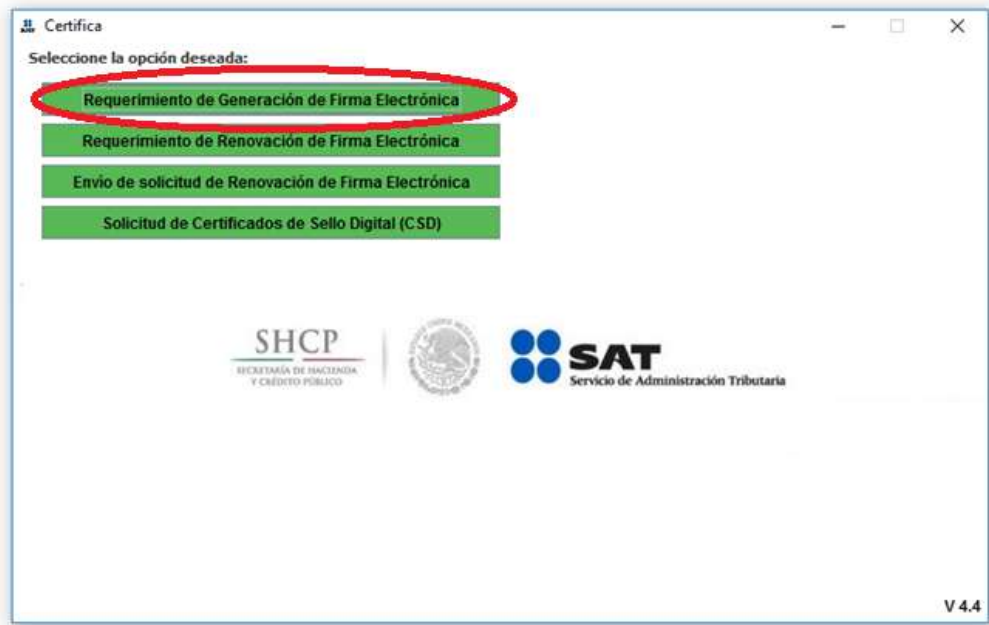 Certifica
Seleccione la opción deseada:
Requerimiento de Generación de Firma Electrónica
Requerimiento de Renovación de Firma Electrónica
Envío de solicitud de Renovación de Firma Electrónica
Solicitud de Certificados de Sello Digital (CSD)
SHCP
SECRETARÍA DE HACIENDA
Y CRÉDITO PÚBLICO
SAT
Servicio de Administración Tributaria
V 4.4